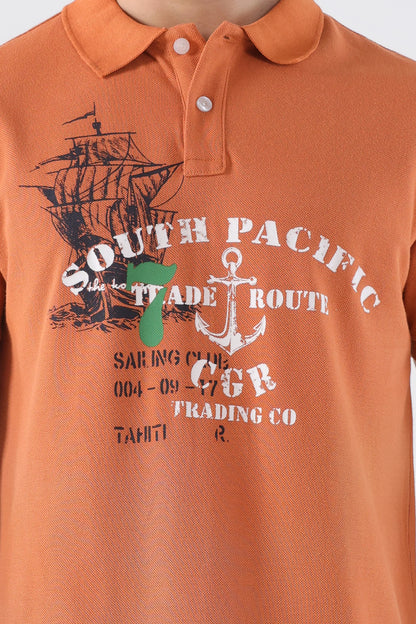 SOUTH PACIFIC
7
TRADE ROUTE
SAILING CLUB
004 - 09 - 17
CGR
TRADING CO
TAHITI R.